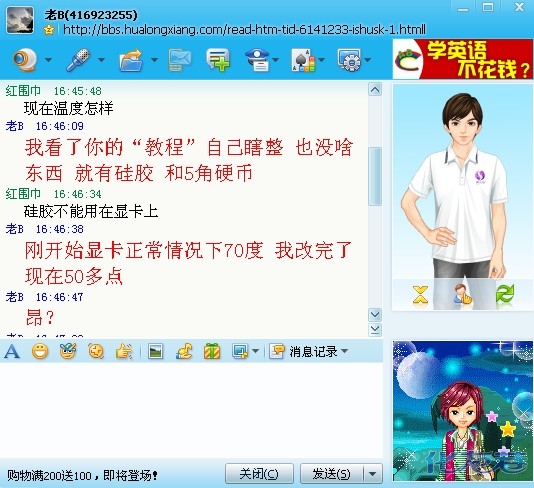 老B(416923255)
http://bbs.hualongxiang.com/read-htm-tid-6141233-ishusk-1.htmll
学英语
不花钱?
红围巾 16:45:48
现在温度怎样
老B 16:46:09
我看了你的“教程”自己瞎整 也没啥
东西 就有硅胶 和5角硬币
红围巾 16:46:34
硅胶不能用在显卡上
老B 16:46:38
刚开始显卡正常情况下70度 我改完了
现在50多点
老B 16:46:47
昂?
消息记录
购物满200送100,即将登场!
关闭(C)
发送(S)